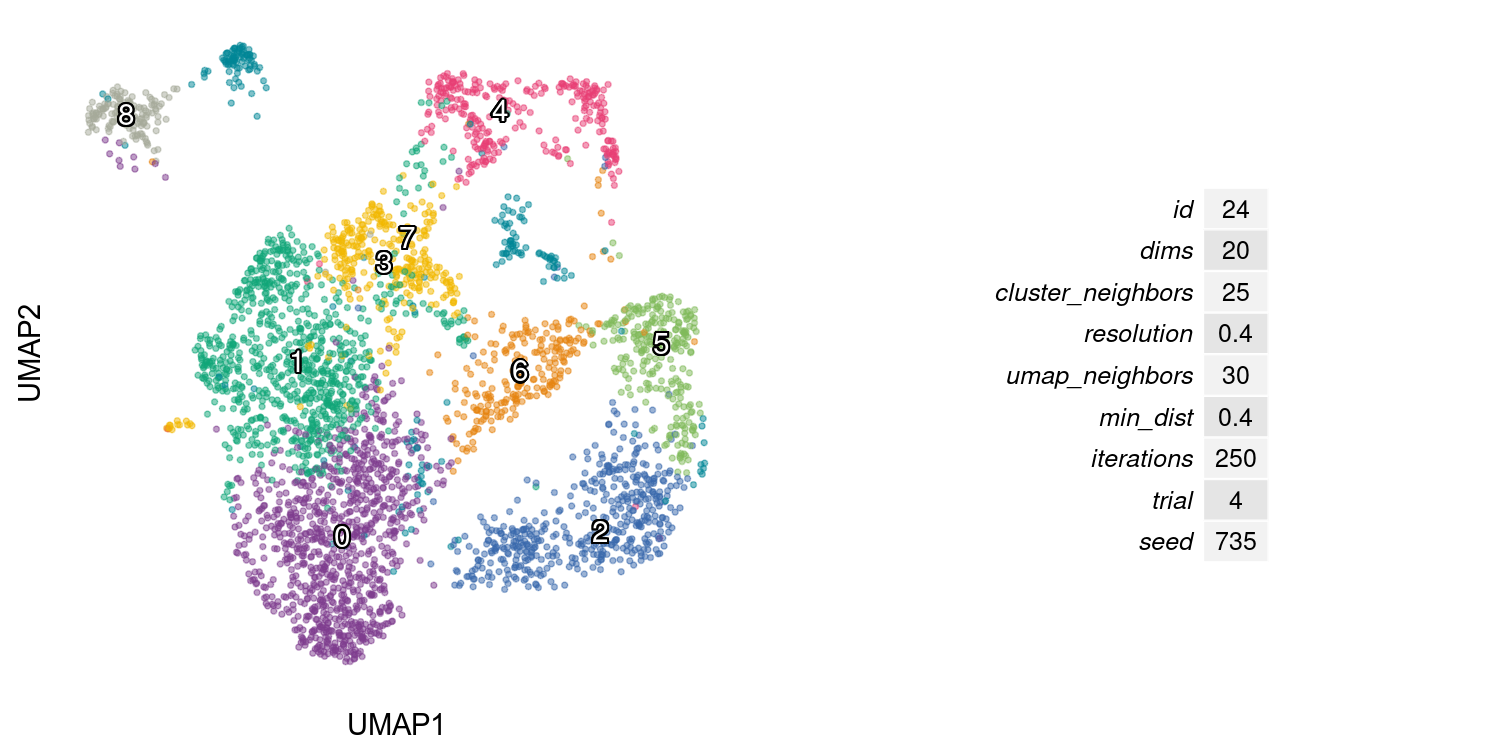 8
4
7
3
1
5
6
2
0
UMAP1
UMAP2
id 24
dims 20
cluster_neighbors 25
resolution 0.4
umap_neighbors 30
min_dist 0.4
iterations 250
trial 4
seed 735